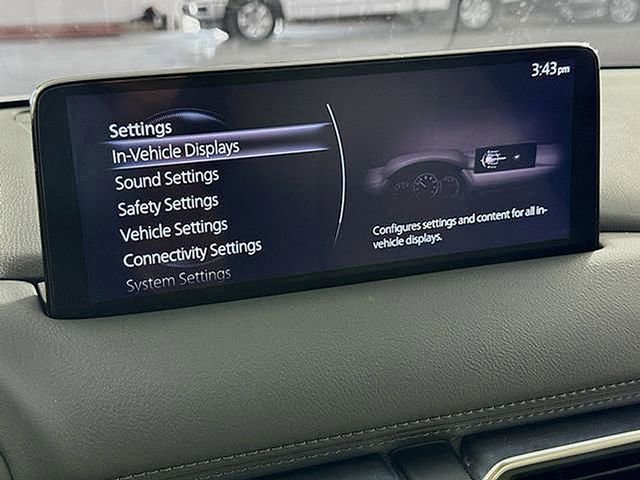 3:43pm
Settings
In-Vehicle Displays
Sound Settings
Safety Settings
Vehicle Settings
Connectivity Settings
System Settings
Configures settings and content for all in-
vehicle displays.